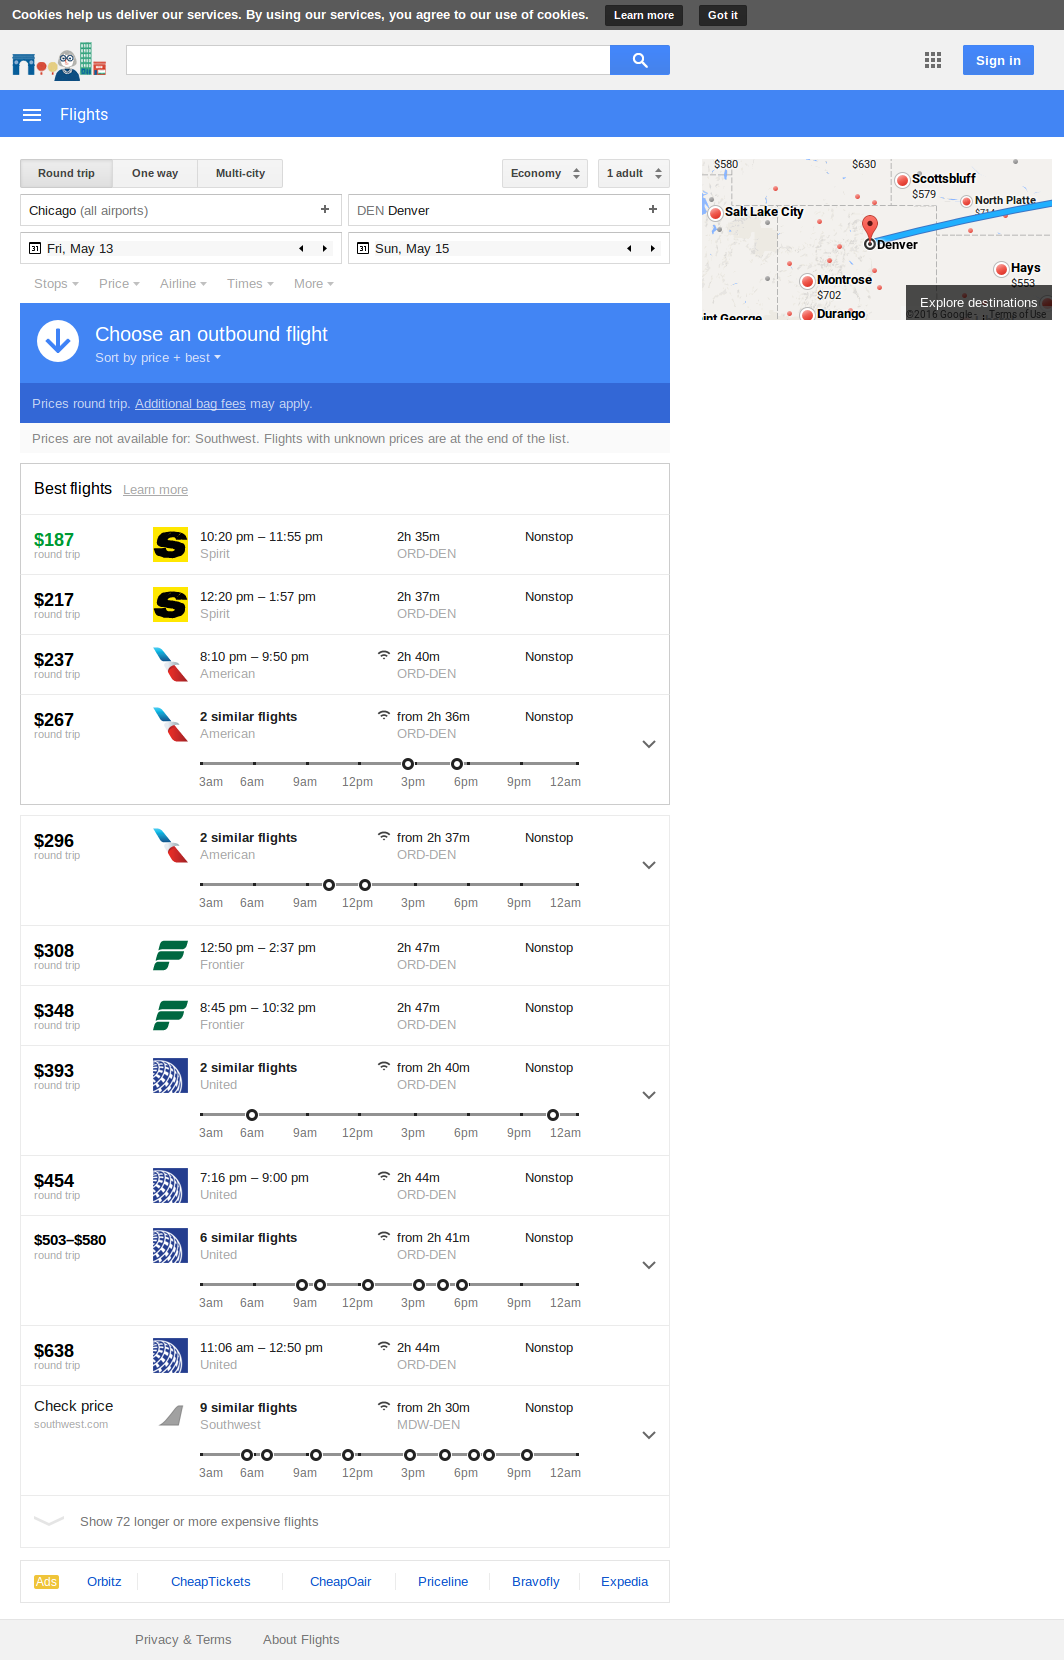 Cookies help us deliver our services. By using our services, you agree to our use of cookies. Learn more Got it
Sign in
Flights
Round trip One way Multi-city Economy 1 adult
Chicago (all airports) DEN Denver
31 Fri, May 13 31 Sun, May 15
Stops Price Airline Times More
Choose an outbound flight
Sort by price + best
Prices round trip. Additional bag fees may apply.
Prices are not available for: Southwest. Flights with unknown prices are at the end of the list.
$580 $630
Scottsbluff
$579
North Platte
Salt Lake City
Denver
Hays
$553
Montrose
$702
Explore destinations
Durango
int George
©2016 Google Terms of Use
Best flights Learn more
$187 10:20 pm – 11:55 pm 2h 35m Nonstop
round trip Spirit ORD-DEN
$217 12:20 pm – 1:57 pm 2h 37m Nonstop
round trip Spirit ORD-DEN
$237 8:10 pm – 9:50 pm 2h 40m Nonstop
round trip American ORD-DEN
$267 2 similar flights from 2h 36m Nonstop
round trip American ORD-DEN
3am 6am 9am 12pm 3pm 6pm 9pm 12am
$296 2 similar flights from 2h 37m Nonstop
round trip American ORD-DEN
3am 6am 9am 12pm 3pm 6pm 9pm 12am
$308 12:50 pm – 2:37 pm 2h 47m Nonstop
round trip Frontier ORD-DEN
$348 8:45 pm – 10:32 pm 2h 47m Nonstop
round trip Frontier ORD-DEN
$393 2 similar flights from 2h 40m Nonstop
round trip United ORD-DEN
3am 6am 9am 12pm 3pm 6pm 9pm 12am
$454 7:16 pm – 9:00 pm 2h 44m Nonstop
round trip United ORD-DEN
$503–$580 6 similar flights from 2h 41m Nonstop
round trip United ORD-DEN
3am 6am 9am 12pm 3pm 6pm 9pm 12am
$638 11:06 am – 12:50 pm 2h 44m Nonstop
round trip United ORD-DEN
Check price 9 similar flights from 2h 30m Nonstop
southwest.com Southwest MDW-DEN
3am 6am 9am 12pm 3pm 6pm 9pm 12am
Show 72 longer or more expensive flights
Ads Orbitz CheapTickets CheapOair Priceline Bravofly Expedia
Privacy & Terms About Flights